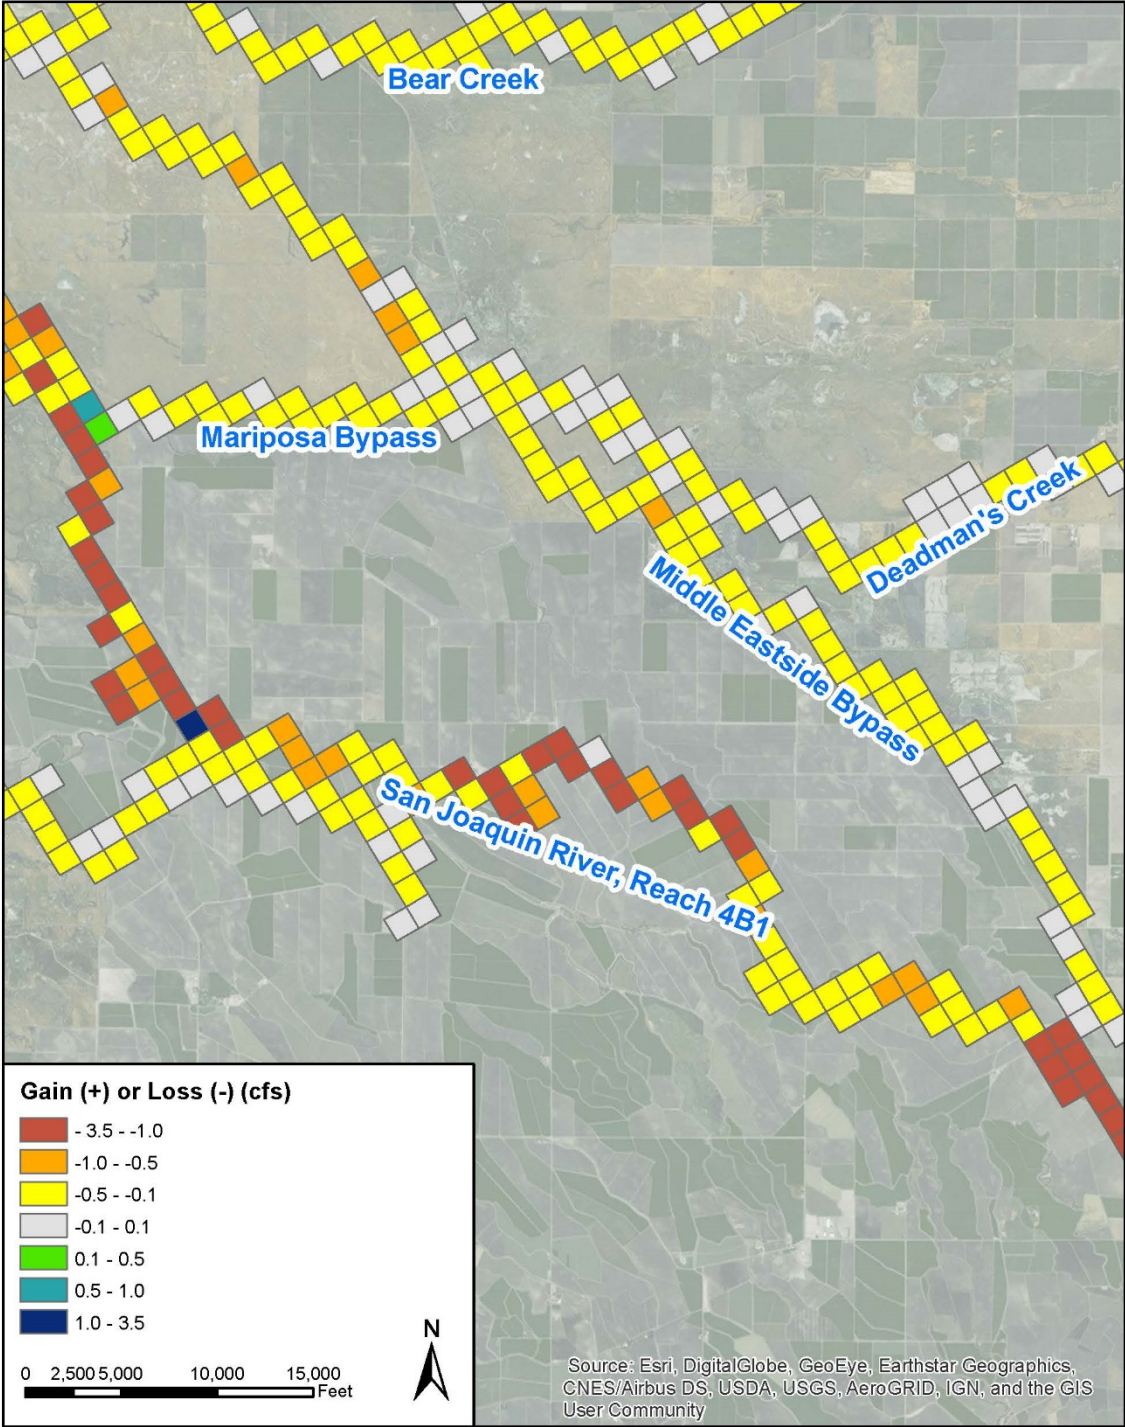 Bear Creek
Mariposa Bypass
Deadman's Creek
Middle Eastside Bypass
San Joaquin River, Reach 4B1
Gain (+) or Loss (-) (cfs)
- 3.5 - -1.0
-1.0 - -0.5
-0.5 - -0.1
-0.1 - 0.1
0.1 - 0.5
0.5 - 1.0
1.0 - 3.5
N
0 2,500 5,000 10,000 15,000
Feet
Source: Esri, DigitalGlobe, GeoEye, Earthstar Geographics,
CNES/Airbus DS, USDA, USGS, AeroGRID, IGN, and the GIS
User Community